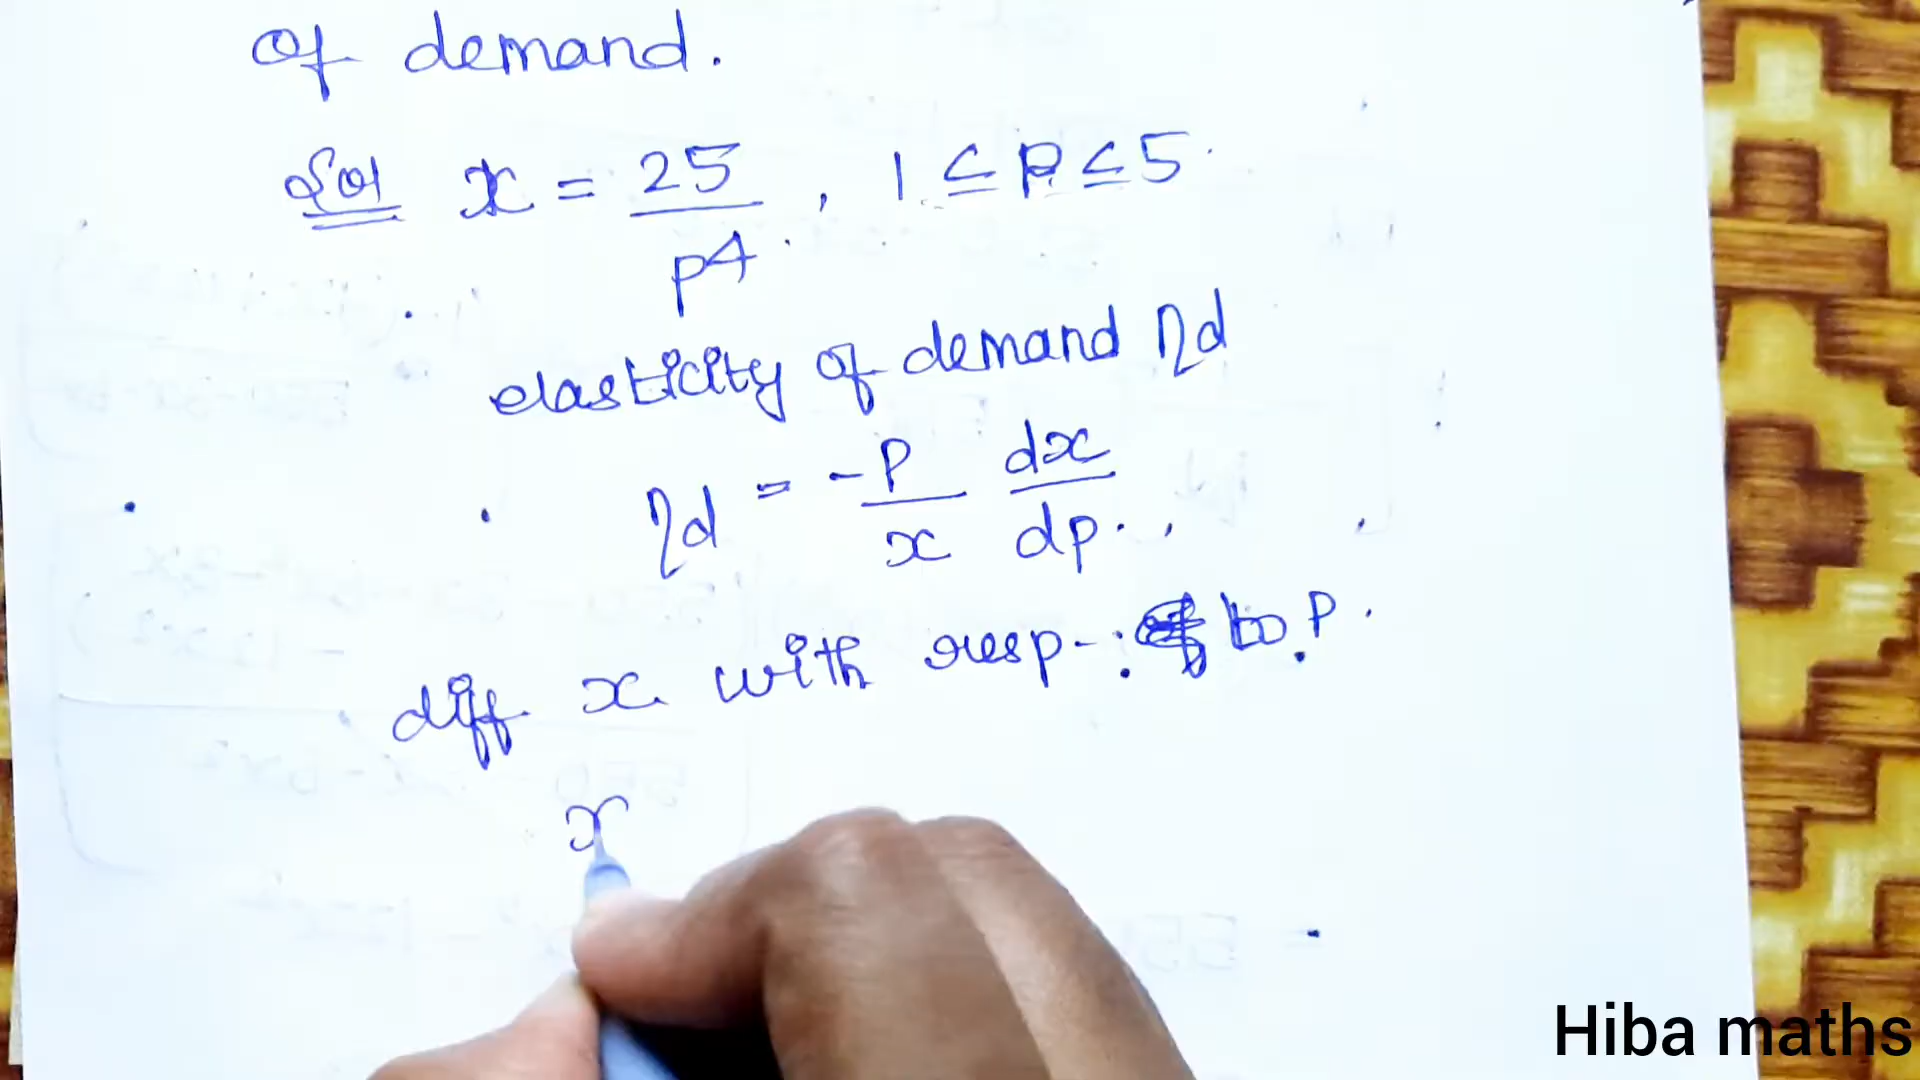 of demand.
Sol x = 25/p4 , 1 ≤ P ≤ 5.
elasticity of demand ηd
ηd = -P/x dx/dp.
diff x with resp- to P.
x
Hiba maths